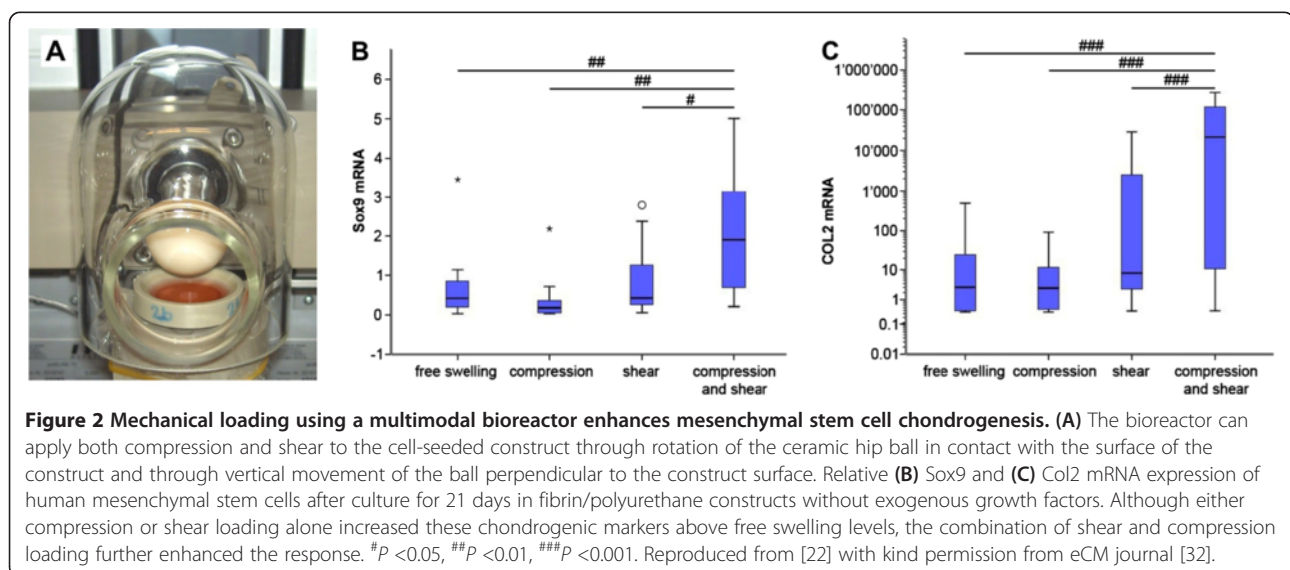 A
2b
B
6
5
4
3
2
1
0
-1
Sox9 mRNA
##
##
#
*
*
free swelling compression shear compression
and shear
C
1'000'000
100'000
10'000
1'000
100
10
1
0.1
0.01
COL2 mRNA
###
###
###
free swelling compression shear compression
and shear
Figure 2 Mechanical loading using a multimodal bioreactor enhances mesenchymal stem cell chondrogenesis. (A) The bioreactor can
apply both compression and shear to the cell-seeded construct through rotation of the ceramic hip ball in contact with the surface of the
construct and through vertical movement of the ball perpendicular to the construct surface. Relative (B) Sox9 and (C) Col2 mRNA expression of
human mesenchymal stem cells after culture for 21 days in fibrin/polyurethane constructs without exogenous growth factors. Although either
compression or shear loading alone increased these chondrogenic markers above free swelling levels, the combination of shear and compression
loading further enhanced the response. #P <0.05, ##P <0.01, ###P <0.001. Reproduced from [22] with kind permission from eCM journal [32].